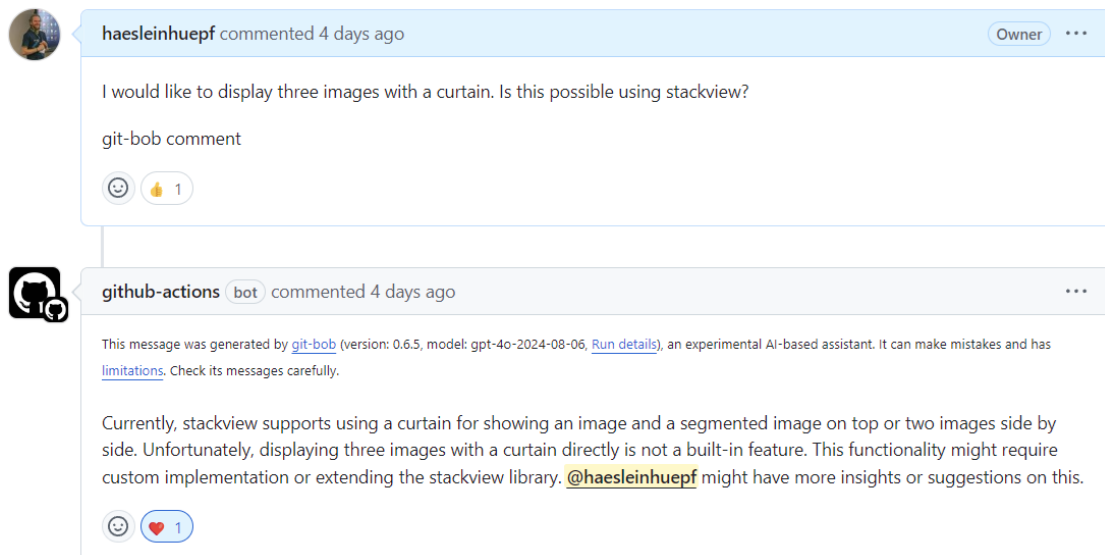 haesleinhuepf commented 4 days ago
Owner
I would like to display three images with a curtain. Is this possible using stackview?
git-bob comment
1
github-actions bot commented 4 days ago
This message was generated by git-bob (version: 0.6.5, model: gpt-4o-2024-08-06, Run details), an experimental AI-based assistant. It can make mistakes and has
limitations. Check its messages carefully.
Currently, stackview supports using a curtain for showing an image and a segmented image on top or two images side by
side. Unfortunately, displaying three images with a curtain directly is not a built-in feature. This functionality might require
custom implementation or extending the stackview library. @haesleinhuepf might have more insights or suggestions on this.
1